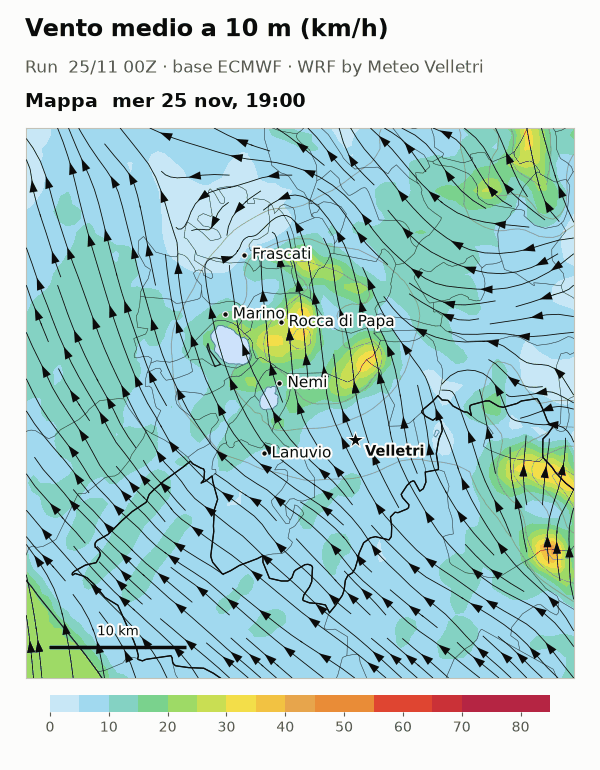 Vento medio a 10 m (km/h)
Run  25/11 00Z · base ECMWF · WRF by Meteo Velletri
Mappa  mer 25 nov, 19:00
Frascati
Marino
Rocca di Papa
Nemi
Lanuvio
Velletri
10 km
0 10 20 30 40 50 60 70 80